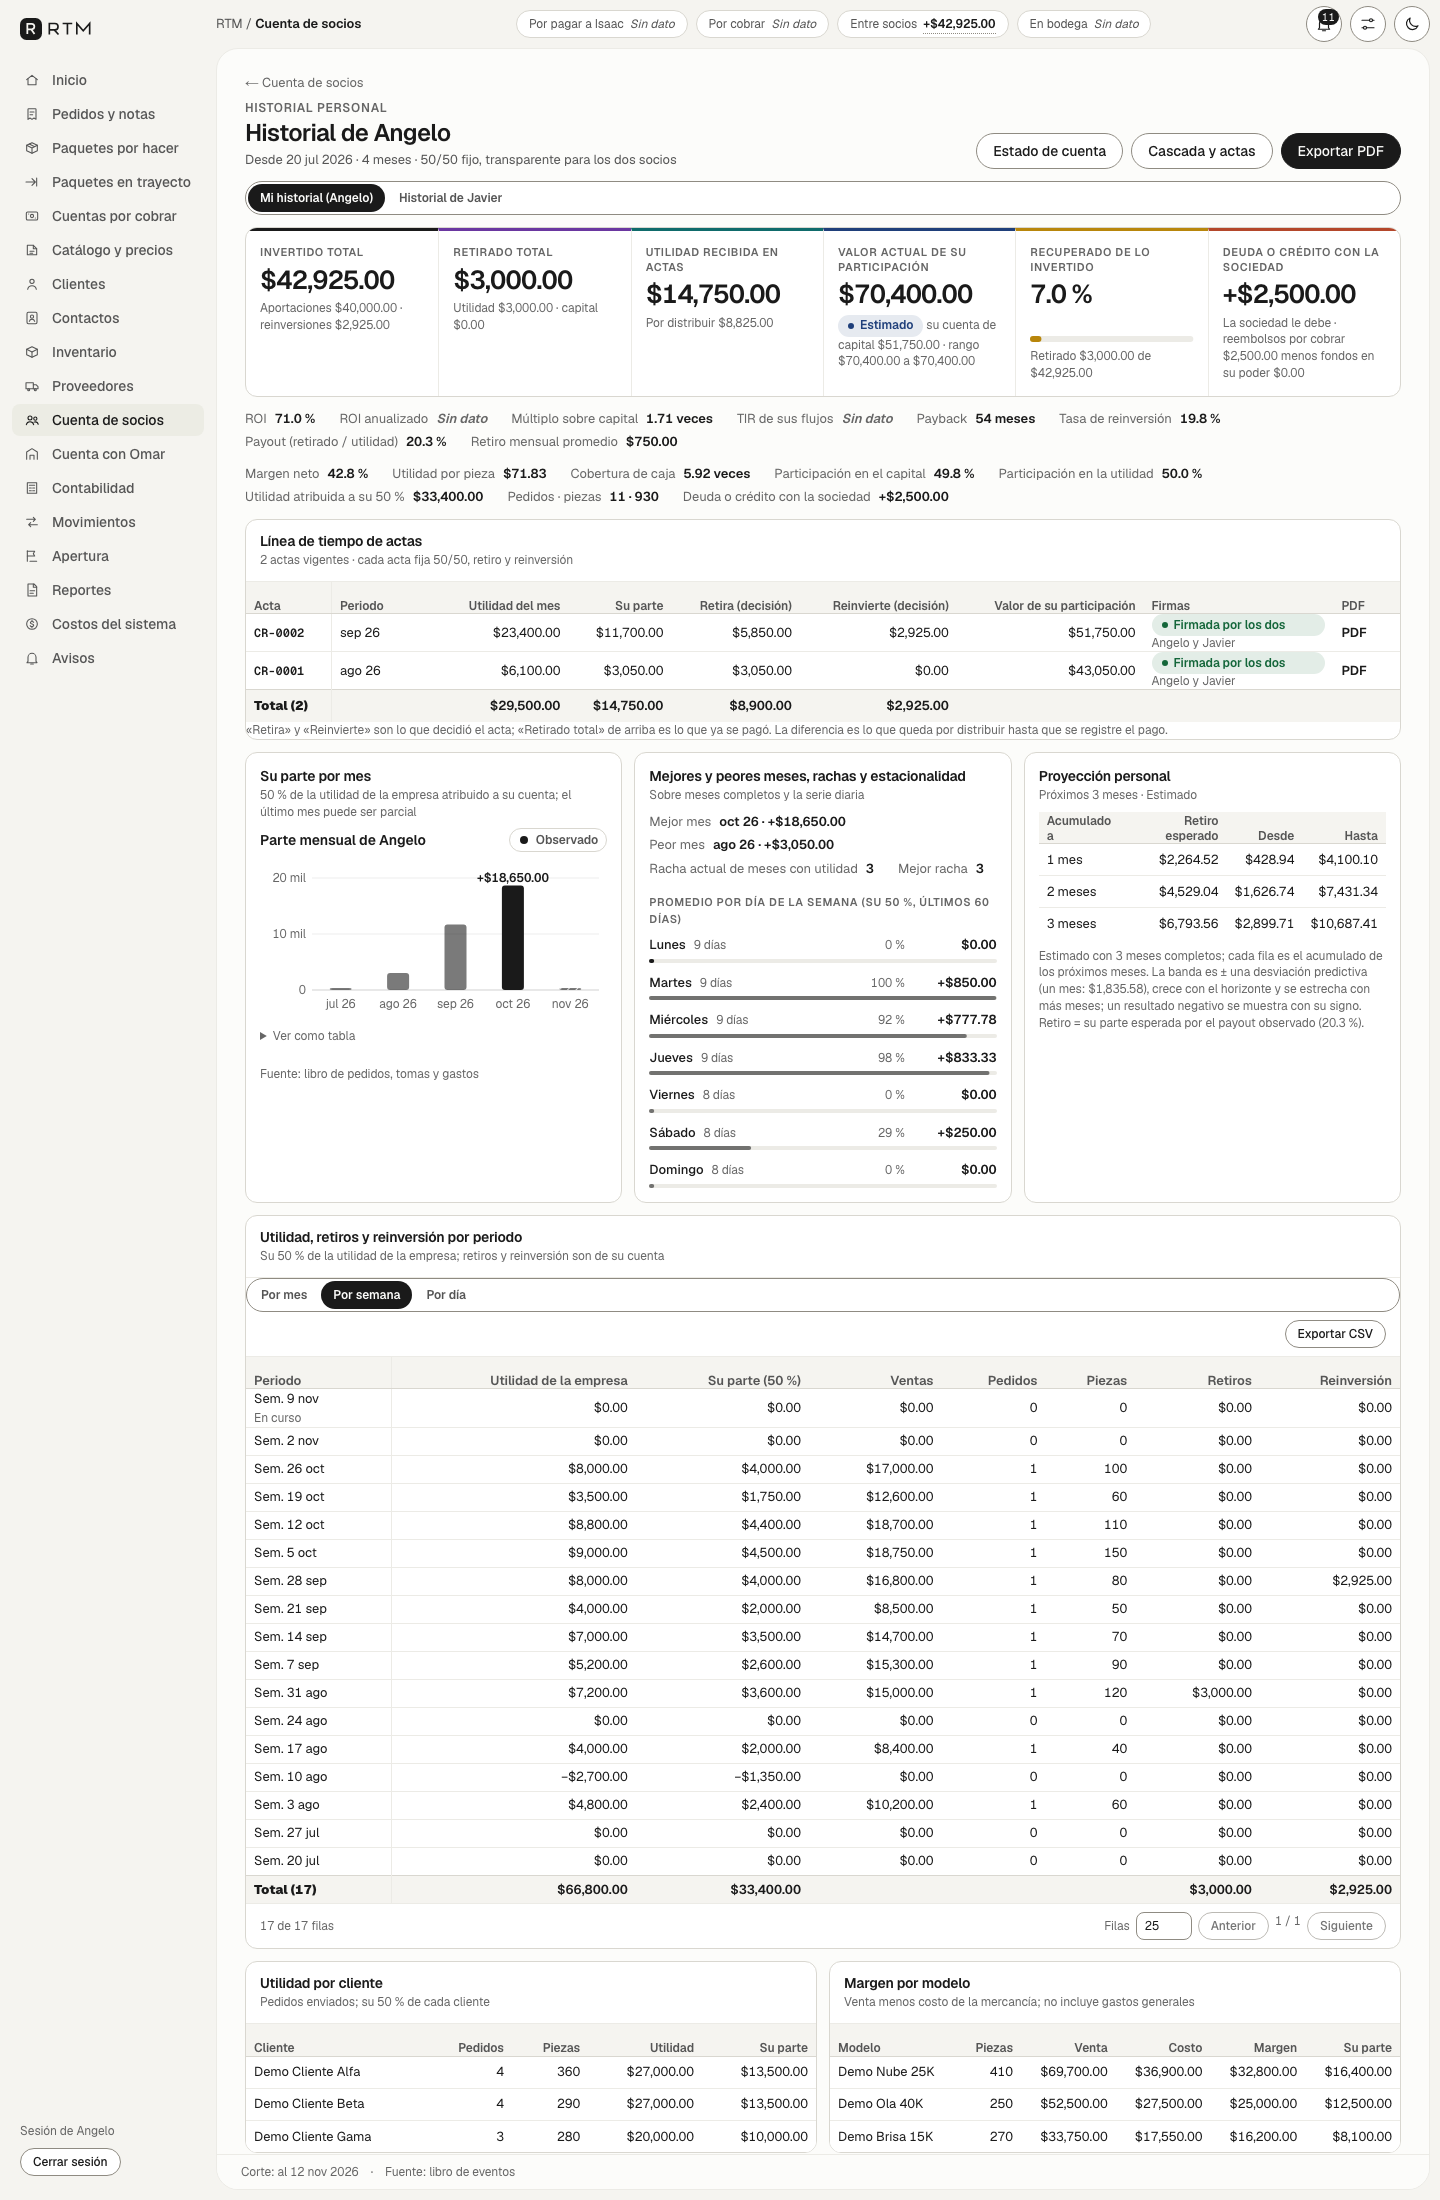 R RTM
RTM / Cuenta de socios
Por pagar a Isaac Sin dato
Por cobrar Sin dato
Entre socios +$42,925.00
En bodega Sin dato
11
Inicio
Pedidos y notas
Paquetes por hacer
Paquetes en trayecto
Cuentas por cobrar
Catálogo y precios
Clientes
Contactos
Inventario
Proveedores
Cuenta de socios
Cuenta con Omar
Contabilidad
Movimientos
Apertura
Reportes
Costos del sistema
Avisos
Sesión de Angelo
Cerrar sesión
← Cuenta de socios
HISTORIAL PERSONAL
Historial de Angelo
Desde 20 jul 2026 · 4 meses · 50/50 fijo, transparente para los dos socios
Estado de cuenta
Cascada y actas
Exportar PDF
Mi historial (Angelo) Historial de Javier
INVERTIDO TOTAL
$42,925.00
Aportaciones $40,000.00 ·
reinversiones $2,925.00
RETIRADO TOTAL
$3,000.00
Utilidad $3,000.00 · capital
$0.00
UTILIDAD RECIBIDA EN
ACTAS
$14,750.00
Por distribuir $8,825.00
VALOR ACTUAL DE SU
PARTICIPACIÓN
$70,400.00
Estimado su cuenta de
capital $51,750.00 · rango
$70,400.00 a $70,400.00
RECUPERADO DE LO
INVERTIDO
7.0 %
Retirado $3,000.00 de
$42,925.00
DEUDA O CRÉDITO CON LA
SOCIEDAD
+$2,500.00
La sociedad le debe ·
reembolsos por cobrar
$2,500.00 menos fondos en
su poder $0.00
ROI 71.0 % ROI anualizado Sin dato Múltiplo sobre capital 1.71 veces TIR de sus flujos Sin dato Payback 54 meses Tasa de reinversión 19.8 %
Payout (retirado / utilidad) 20.3 % Retiro mensual promedio $750.00
Margen neto 42.8 % Utilidad por pieza $71.83 Cobertura de caja 5.92 veces Participación en el capital 49.8 % Participación en la utilidad 50.0 %
Utilidad atribuida a su 50 % $33,400.00 Pedidos · piezas 11 · 930 Deuda o crédito con la sociedad +$2,500.00
Línea de tiempo de actas
2 actas vigentes · cada acta fija 50/50, retiro y reinversión
Acta Periodo Utilidad del mes Su parte Retira (decisión) Reinvierte (decisión) Valor de su participación Firmas PDF
CR-0002 sep 26 $23,400.00 $11,700.00 $5,850.00 $2,925.00 $51,750.00 Firmada por los dos PDF
Angelo y Javier
CR-0001 ago 26 $6,100.00 $3,050.00 $3,050.00 $0.00 $43,050.00 Firmada por los dos PDF
Angelo y Javier
Total (2) $29,500.00 $14,750.00 $8,900.00 $2,925.00
«Retira» y «Reinvierte» son lo que decidió el acta; «Retirado total» de arriba es lo que ya se pagó. La diferencia es lo que queda por distribuir hasta que se registre el pago.
Su parte por mes
50 % de la utilidad de la empresa atribuido a su cuenta; el
último mes puede ser parcial
Parte mensual de Angelo Observado
20 mil
+$18,650.00
10 mil
0
jul 26 ago 26 sep 26 oct 26 nov 26
▶ Ver como tabla
Fuente: libro de pedidos, tomas y gastos
Mejores y peores meses, rachas y estacionalidad
Sobre meses completos y la serie diaria
Mejor mes oct 26 · +$18,650.00
Peor mes ago 26 · +$3,050.00
Racha actual de meses con utilidad 3 Mejor racha 3
PROMEDIO POR DÍA DE LA SEMANA (SU 50 %, ÚLTIMOS 60
DÍAS)
Lunes 9 días 0 % $0.00
Martes 9 días 100 % +$850.00
Miércoles 9 días 92 % +$777.78
Jueves 9 días 98 % +$833.33
Viernes 8 días 0 % $0.00
Sábado 8 días 29 % +$250.00
Domingo 8 días 0 % $0.00
Proyección personal
Próximos 3 meses · Estimado
Acumulado
a
Retiro
esperado
Desde Hasta
1 mes $2,264.52 $428.94 $4,100.10
2 meses $4,529.04 $1,626.74 $7,431.34
3 meses $6,793.56 $2,899.71 $10,687.41
Estimado con 3 meses completos; cada fila es el acumulado de
los próximos meses. La banda es ± una desviación predictiva
(un mes: $1,835.58), crece con el horizonte y se estrecha con
más meses; un resultado negativo se muestra con su signo.
Retiro = su parte esperada por el payout observado (20.3 %).
Utilidad, retiros y reinversión por periodo
Su 50 % de la utilidad de la empresa; retiros y reinversión son de su cuenta
Por mes Por semana Por día
Exportar CSV
Periodo Utilidad de la empresa Su parte (50 %) Ventas Pedidos Piezas Retiros Reinversión
Sem. 9 nov $0.00 $0.00 $0.00 0 0 $0.00 $0.00
En curso
Sem. 2 nov $0.00 $0.00 $0.00 0 0 $0.00 $0.00
Sem. 26 oct $8,000.00 $4,000.00 $17,000.00 1 100 $0.00 $0.00
Sem. 19 oct $3,500.00 $1,750.00 $12,600.00 1 60 $0.00 $0.00
Sem. 12 oct $8,800.00 $4,400.00 $18,700.00 1 110 $0.00 $0.00
Sem. 5 oct $9,000.00 $4,500.00 $18,750.00 1 150 $0.00 $0.00
Sem. 28 sep $8,000.00 $4,000.00 $16,800.00 1 80 $0.00 $2,925.00
Sem. 21 sep $4,000.00 $2,000.00 $8,500.00 1 50 $0.00 $0.00
Sem. 14 sep $7,000.00 $3,500.00 $14,700.00 1 70 $0.00 $0.00
Sem. 7 sep $5,200.00 $2,600.00 $15,300.00 1 90 $0.00 $0.00
Sem. 31 ago $7,200.00 $3,600.00 $15,000.00 1 120 $3,000.00 $0.00
Sem. 24 ago $0.00 $0.00 $0.00 0 0 $0.00 $0.00
Sem. 17 ago $4,000.00 $2,000.00 $8,400.00 1 40 $0.00 $0.00
Sem. 10 ago −$2,700.00 −$1,350.00 $0.00 0 0 $0.00 $0.00
Sem. 3 ago $4,800.00 $2,400.00 $10,200.00 1 60 $0.00 $0.00
Sem. 27 jul $0.00 $0.00 $0.00 0 0 $0.00 $0.00
Sem. 20 jul $0.00 $0.00 $0.00 0 0 $0.00 $0.00
Total (17) $66,800.00 $33,400.00 $3,000.00 $2,925.00
17 de 17 filas
Filas 25 Anterior 1 / 1 Siguiente
Utilidad por cliente
Pedidos enviados; su 50 % de cada cliente
Cliente Pedidos Piezas Utilidad Su parte
Demo Cliente Alfa 4 360 $27,000.00 $13,500.00
Demo Cliente Beta 4 290 $27,000.00 $13,500.00
Demo Cliente Gama 3 280 $20,000.00 $10,000.00
Margen por modelo
Venta menos costo de la mercancía; no incluye gastos generales
Modelo Piezas Venta Costo Margen Su parte
Demo Nube 25K 410 $69,700.00 $36,900.00 $32,800.00 $16,400.00
Demo Ola 40K 250 $52,500.00 $27,500.00 $25,000.00 $12,500.00
Demo Brisa 15K 270 $33,750.00 $17,550.00 $16,200.00 $8,100.00
Corte: al 12 nov 2026 · Fuente: libro de eventos